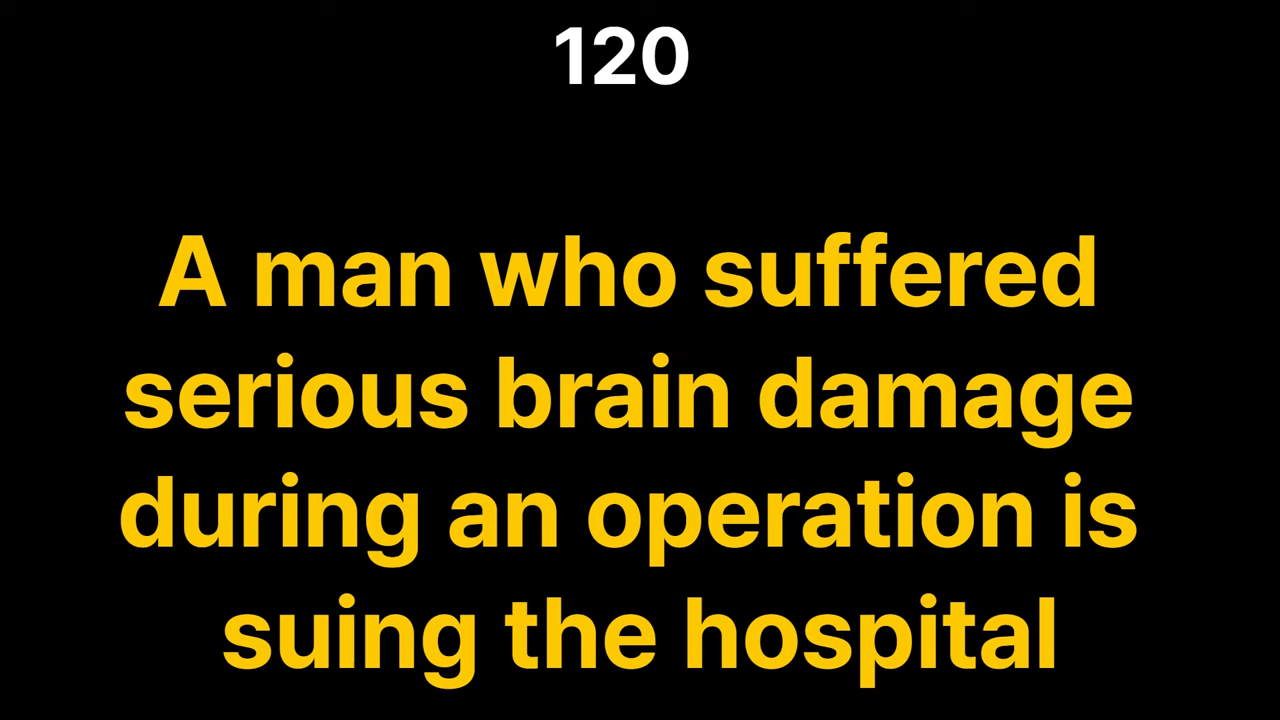 120
A man who suffered
serious brain damage
during an operation is
suing the hospital